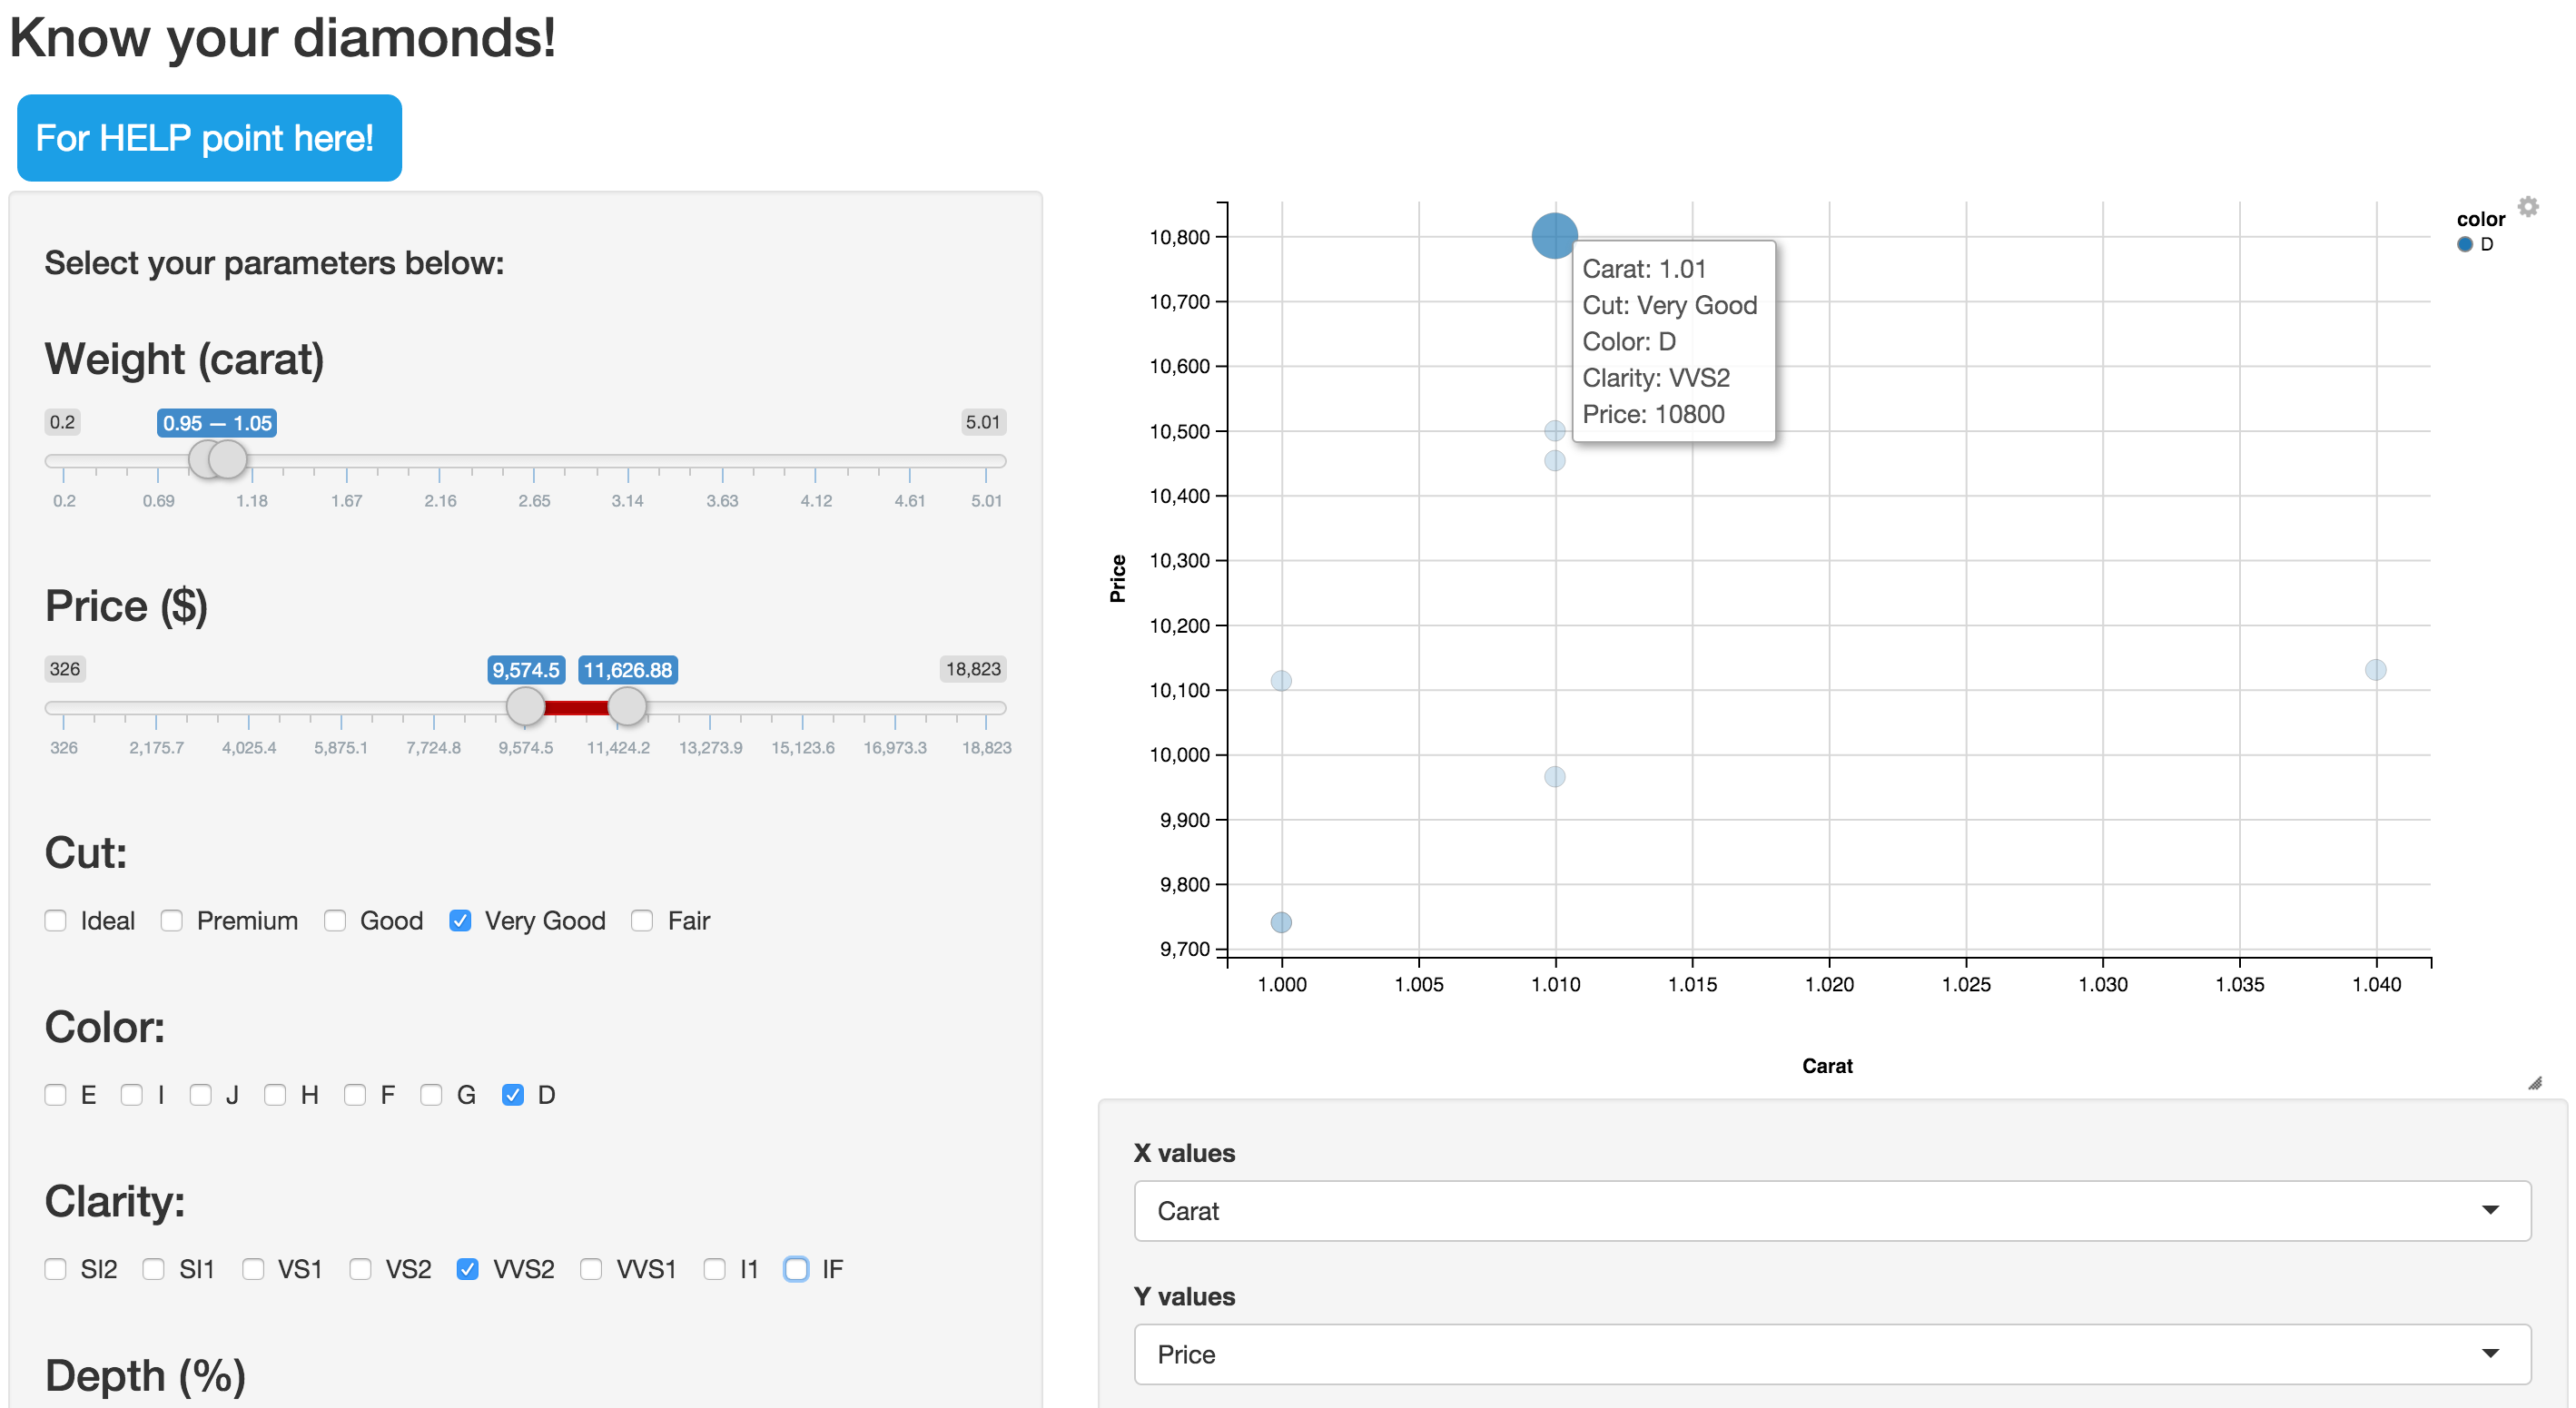 Know your diamonds!
For HELP point here!
Select your parameters below:
Weight (carat)
0.2 0.95 — 1.05 5.01
0.2 0.69 1.18 1.67 2.16 2.65 3.14 3.63 4.12 4.61 5.01
Price ($)
326 9,574.5 11,626.88 18,823
326 2,175.7 4,025.4 5,875.1 7,724.8 9,574.5 11,424.2 13,273.9 15,123.6 16,973.3 18,823
Cut:
Ideal Premium Good Very Good Fair
Color:
E I J H F G D
Clarity:
SI2 SI1 VS1 VS2 VVS2 VVS1 I1 IF
Depth (%)
color
D
10,800
10,700
10,600
10,500
10,400
10,300
10,200
10,100
10,000
9,900
9,800
9,700
Price
Carat: 1.01
Cut: Very Good
Color: D
Clarity: VVS2
Price: 10800
1.000 1.005 1.010 1.015 1.020 1.025 1.030 1.035 1.040
Carat
X values
Carat
Y values
Price